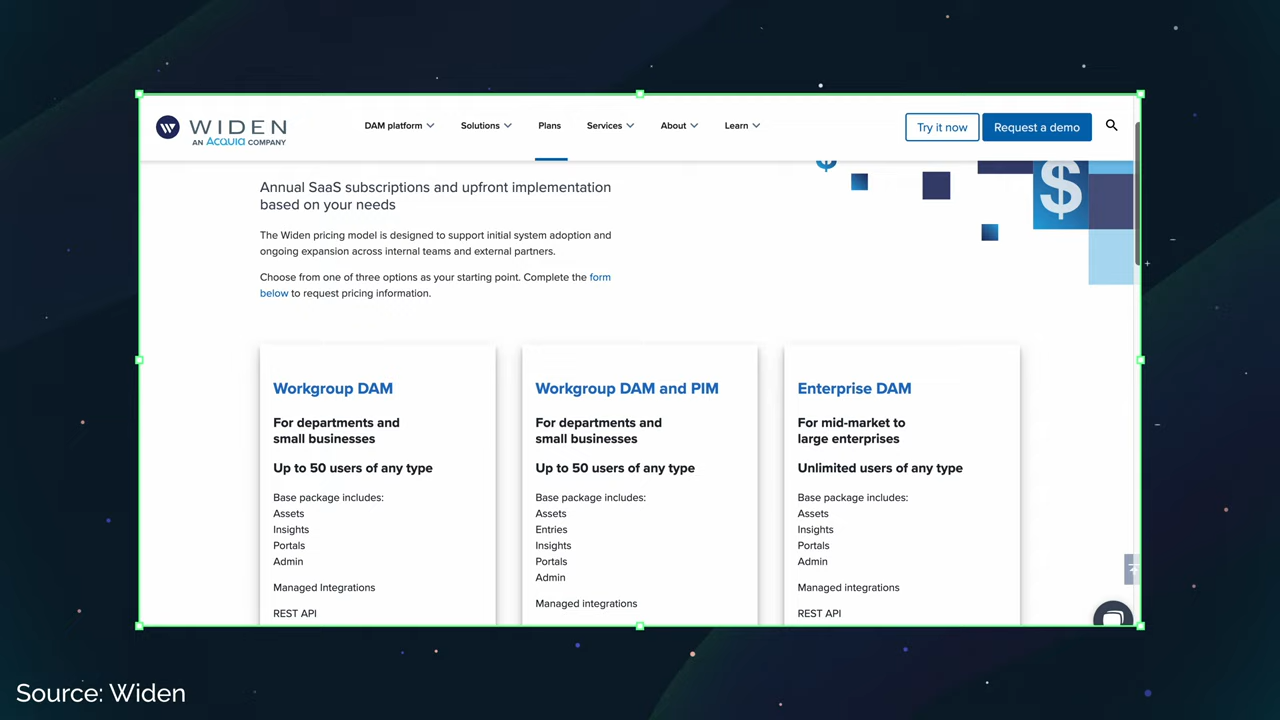 WIDEN
AN ACQUIA COMPANY
DAM platform
Solutions
Plans
Services
About
Learn
Try it now
Request a demo
Annual SaaS subscriptions and upfront implementation
based on your needs
The Widen pricing model is designed to support initial system adoption and
ongoing expansion across internal teams and external partners.
Choose from one of three options as your starting point. Complete the form
below to request pricing information.
$
$
Workgroup DAM
For departments and
small businesses
Up to 50 users of any type
Base package includes:
Assets
Insights
Portals
Admin
Managed Integrations
REST API
Workgroup DAM and PIM
For departments and
small businesses
Up to 50 users of any type
Base package includes:
Assets
Entries
Insights
Portals
Admin
Managed integrations
Enterprise DAM
For mid-market to
large enterprises
Unlimited users of any type
Base package includes:
Assets
Insights
Portals
Admin
Managed integrations
REST API
Source: Widen